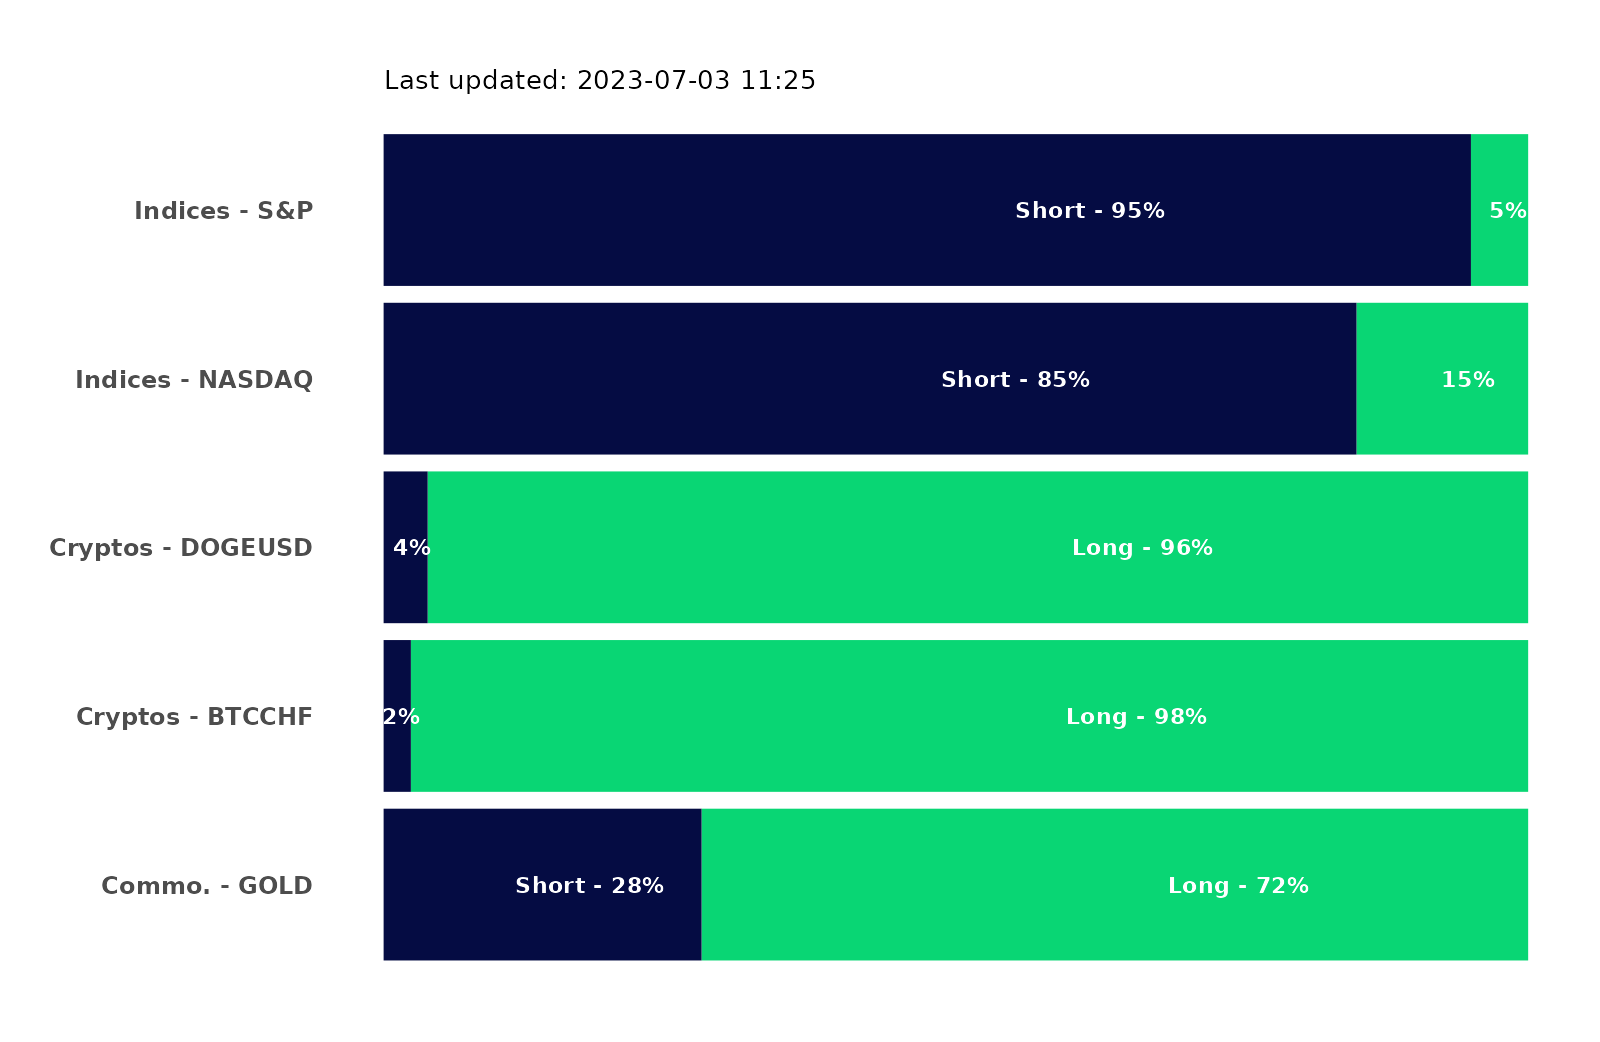 Last updated: 2023-07-03 11:25
Indices - S&P Short - 95% 5%
Indices - NASDAQ Short - 85% 15%
Cryptos - DOGEUSD 4% Long - 96%
Cryptos - BTCCHF 2% Long - 98%
Commo. - GOLD Short - 28% Long - 72%